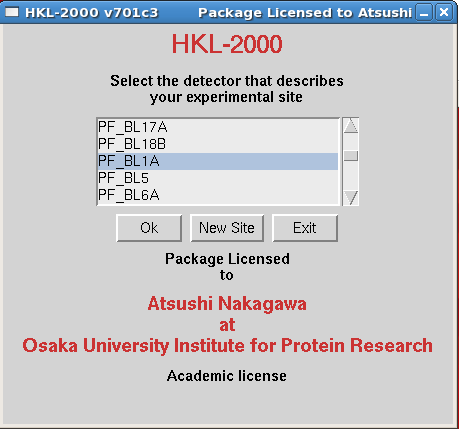 HKL-2000 v701c3 Package Licensed to Atsushi
HKL-2000
Select the detector that describes
your experimental site
PF_BL17A
PF_BL18B
PF_BL1A
PF_BL5
PF_BL6A
Ok New Site Exit
Package Licensed
to
Atsushi Nakagawa
at
Osaka University Institute for Protein Research
Academic license